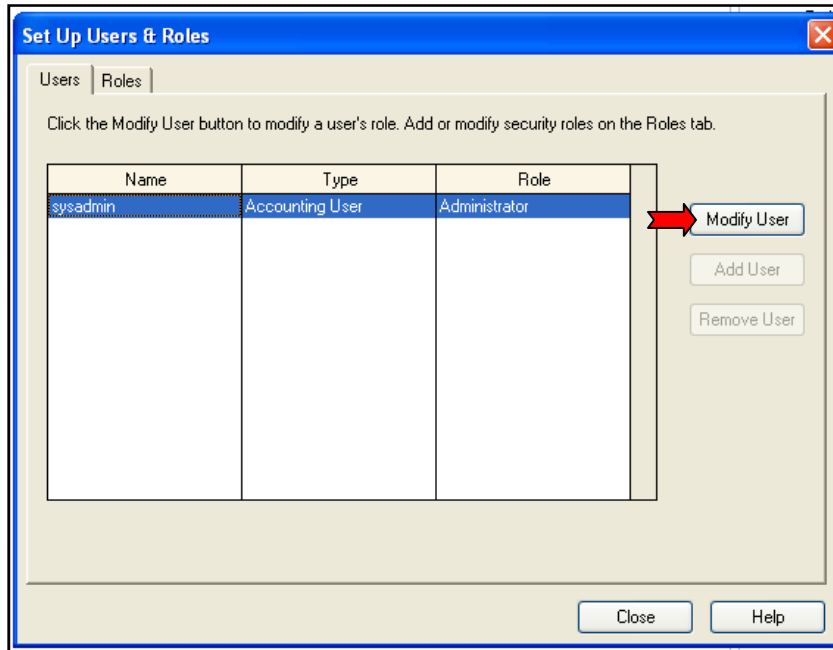 Set Up Users & Roles
Users Roles
Click the Modify User button to modify a user's role. Add or modify security roles on the Roles tab.
Name Type Role
sysadmin Accounting User Administrator
Modify User
Add User
Remove User
Close Help